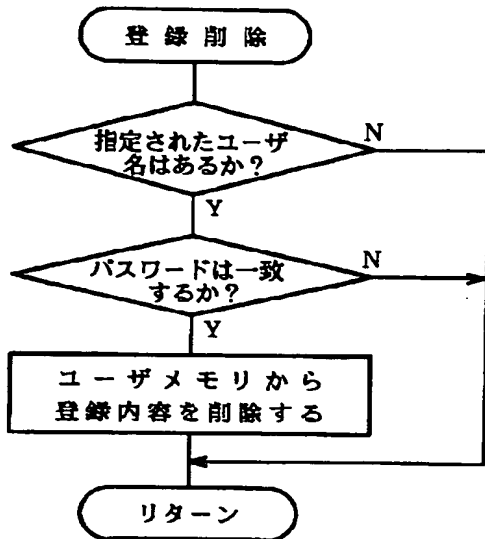 登録削除
指定されたユーザ
名はあるか?
N
Y
パスワードは一致
するか?
N
Y
ユーザメモリから
登録内容を削除する
リターン